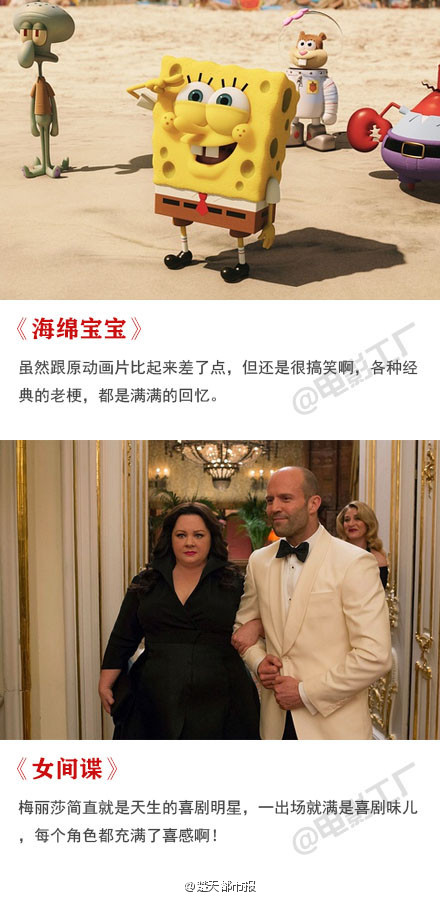 《海绵宝宝》
虽然跟原动画片比起来差了点，但还是很搞笑啊，各种经
典的老梗，都是满满的回忆。
@电影工厂
《女间谍》
梅丽莎简直就是天生的喜剧明星，一出场就满是喜剧味儿
，每个角色都充满了喜感啊！
@电影工厂
@楚天都市报